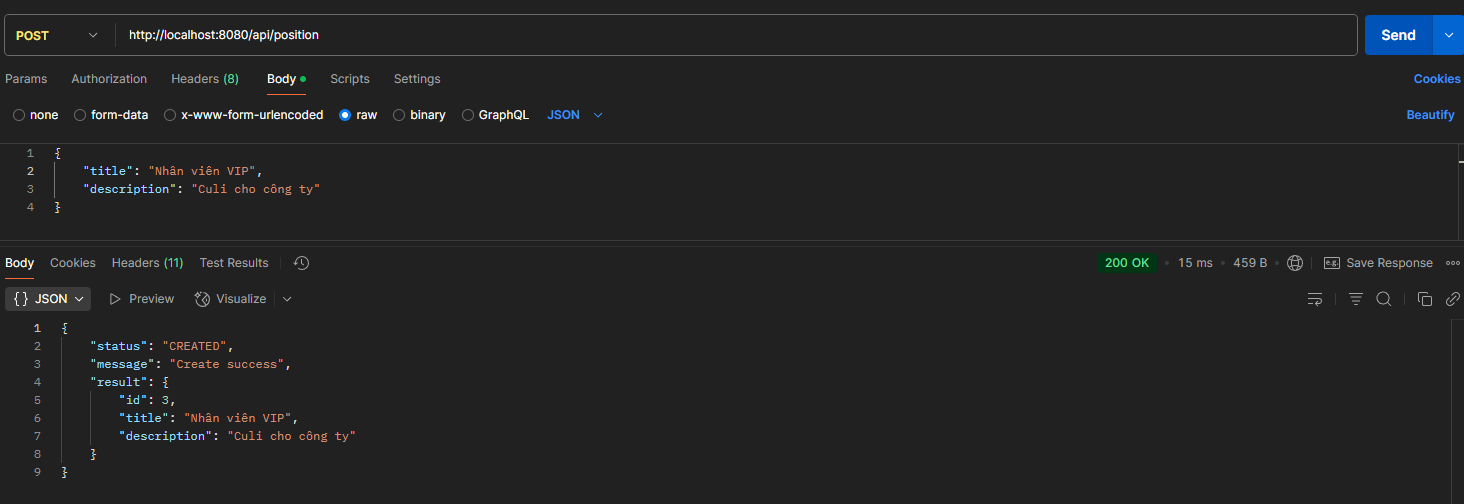 POST http://localhost:8080/api/position Send
Params Authorization Headers (8) Body Scripts Settings Cookies
none form-data x-www-form-urlencoded raw binary GraphQL JSON Beautify
1 {
2 "title": "Nhân viên VIP",
3 "description": "Culi cho công ty"
4 }
Body Cookies Headers (11) Test Results 200 OK • 15 ms • 459 B • e.g. Save Response
{} JSON Preview Visualize
1 {
2 "status": "CREATED",
3 "message": "Create success",
4 "result": {
5 "id": 3,
6 "title": "Nhân viên VIP",
7 "description": "Culi cho công ty"
8 }
9 }